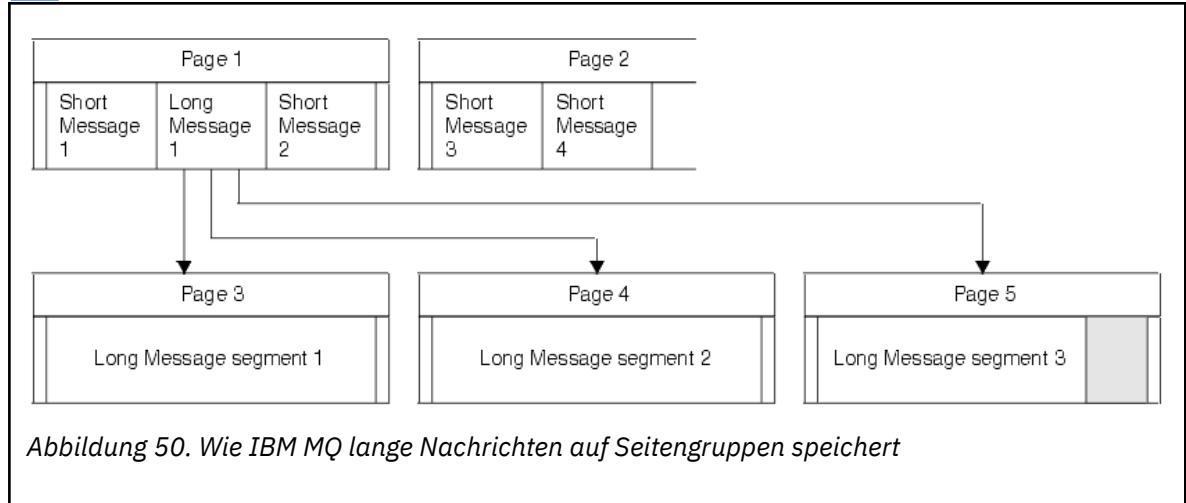 Page 1
Page 2
Short
Message
1
Long
Message
1
Short
Message
2
Short
Message
3
Short
Message
4
Page 3
Page 4
Page 5
Long Message segment 1
Long Message segment 2
Long Message segment 3
Abbildung 50. Wie IBM MQ lange Nachrichten auf Seitengruppen speichert